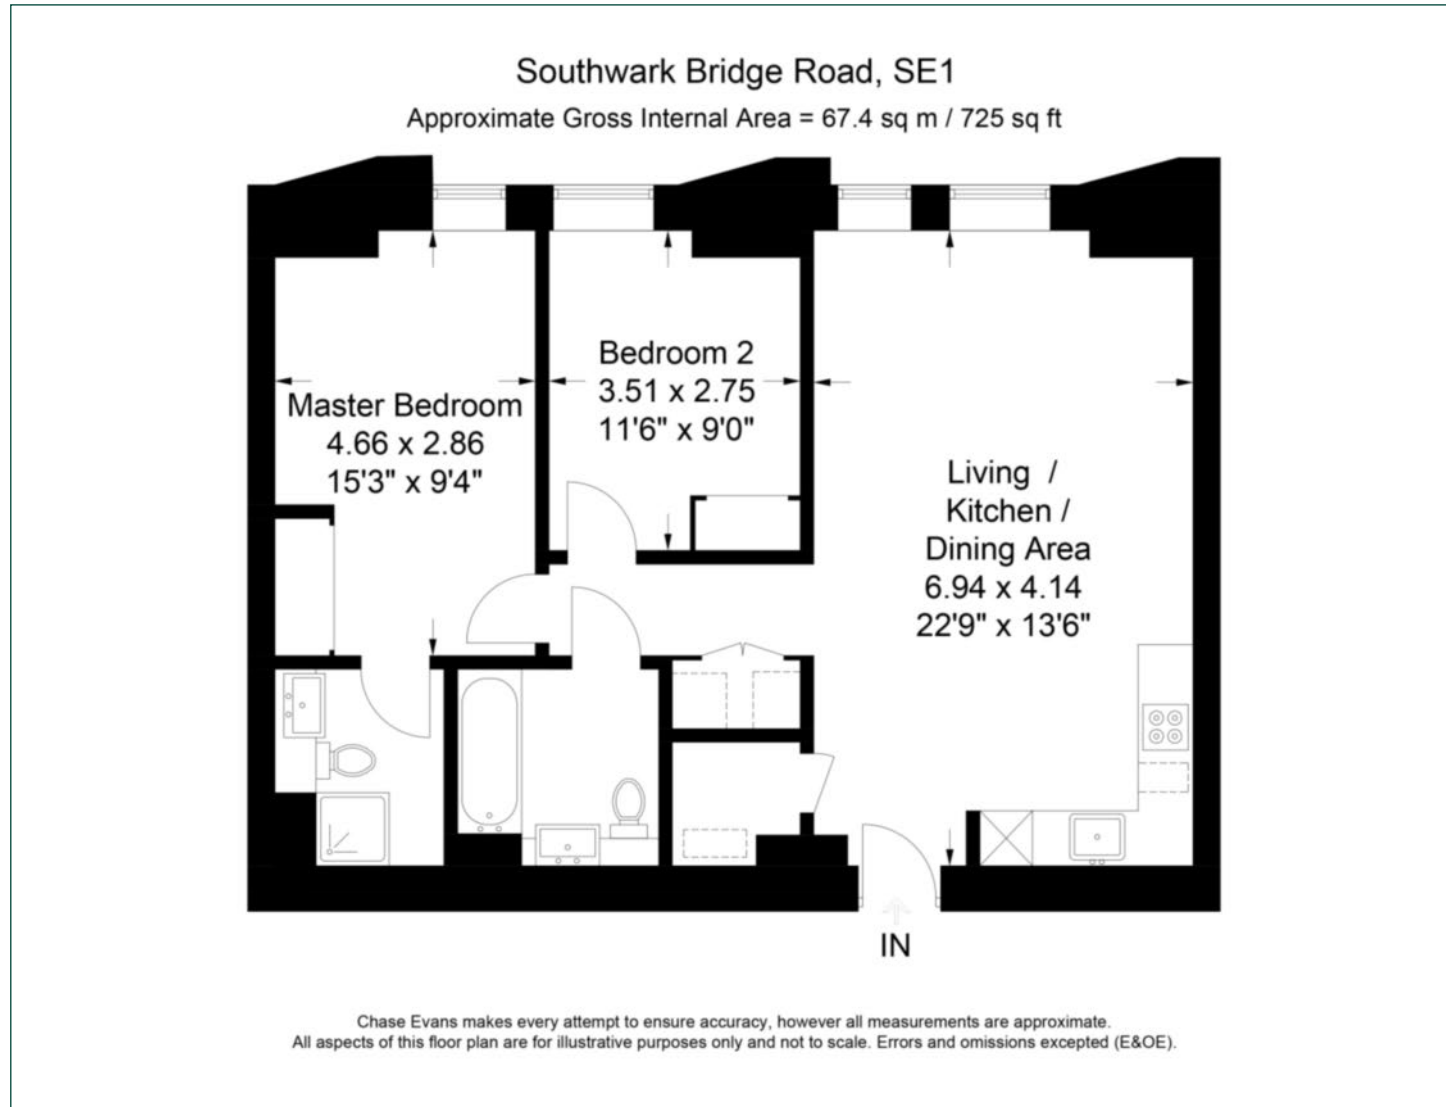 Southwark Bridge Road, SE1
Approximate Gross Internal Area = 67.4 sq m / 725 sq ft
Master Bedroom
4.66 x 2.86
15'3" x 9'4"
Bedroom 2
3.51 x 2.75
11'6" x 9'0"
Living /
Kitchen /
Dining Area
6.94 x 4.14
22'9" x 13'6"
IN
Chase Evans makes every attempt to ensure accuracy, however all measurements are approximate.
All aspects of this floor plan are for illustrative purposes only and not to scale. Errors and omissions excepted (E&OE).